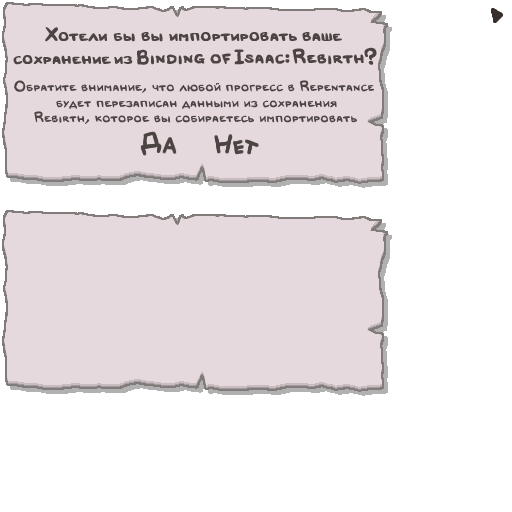 Хотели бы вы импортировать ваше
сохранение из Binding of Isaac: Rebirth?
Обратите внимание, что любой прогресс в Repentance
будет перезаписан данными из сохранения
Rebirth, которое вы собираетесь импортировать
Да Нет